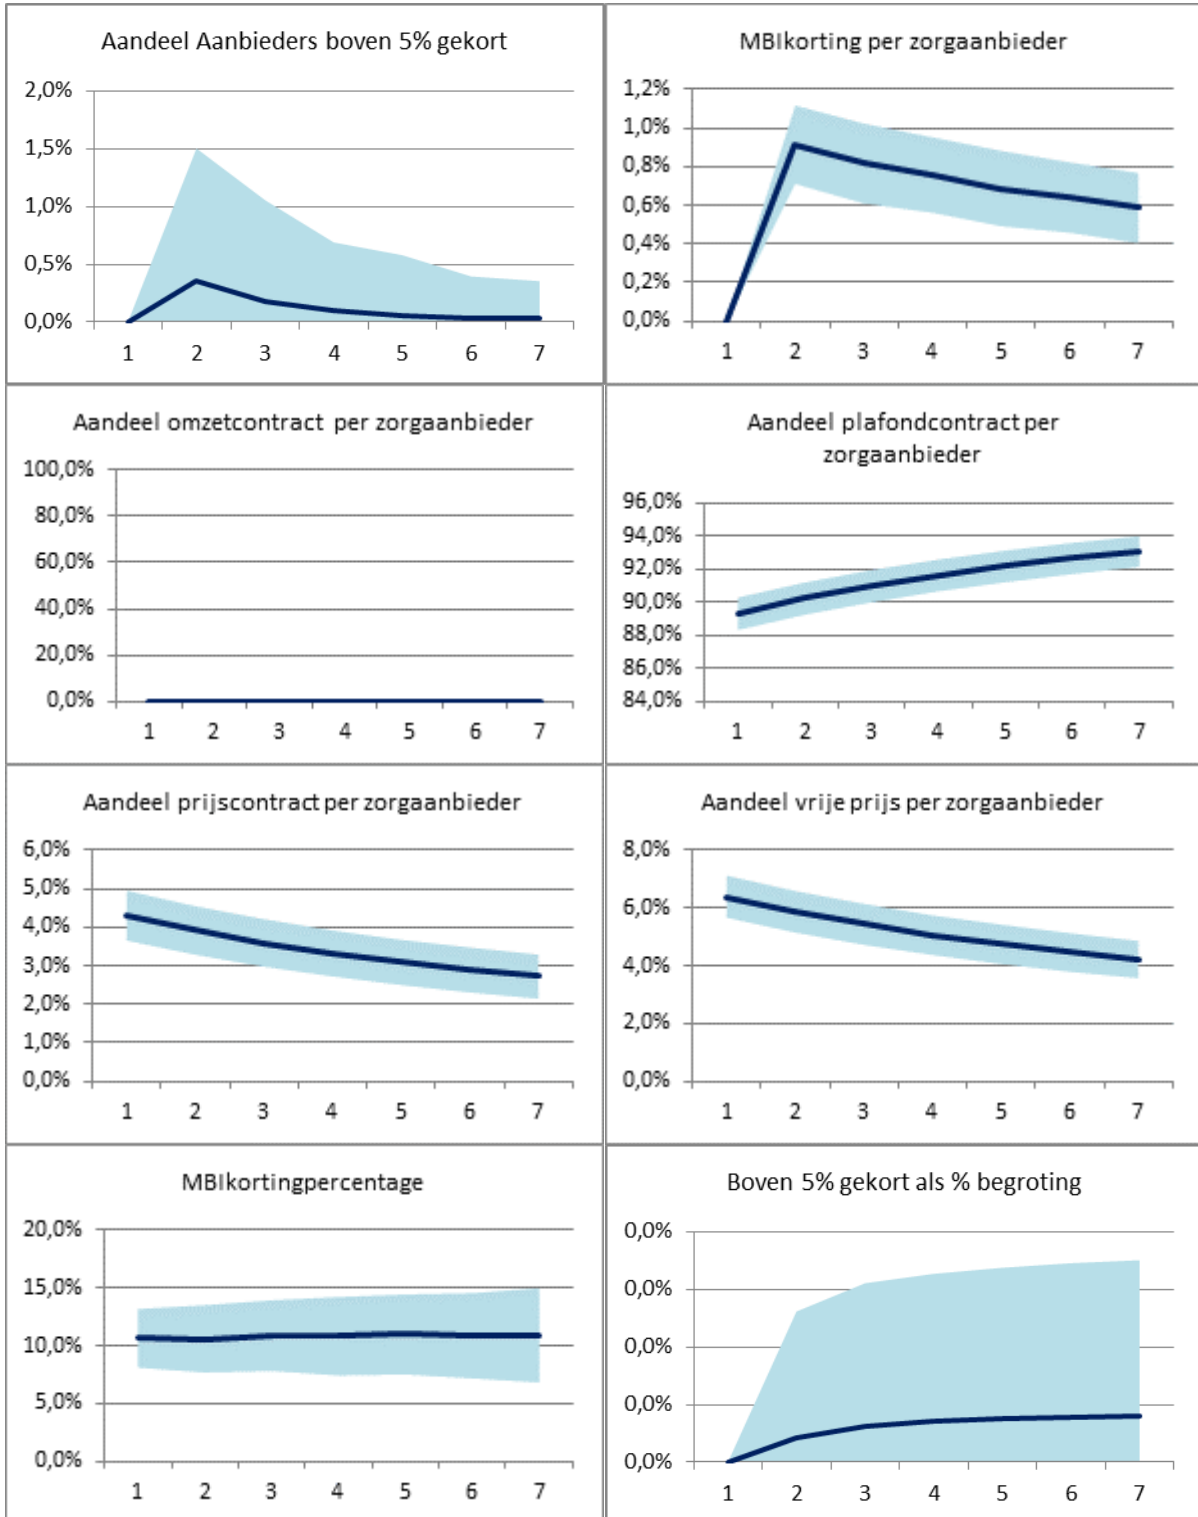 Aandeel Aanbieders boven 5% gekort
2,0%
1,5%
1,0%
0,5%
0,0%
1 2 3 4 5 6 7
MBIkorting per zorgaanbieder
1,2%
1,0%
0,8%
0,6%
0,4%
0,2%
0,0%
1 2 3 4 5 6 7
Aandeel omzetcontract per zorgaanbieder
100,0%
80,0%
60,0%
40,0%
20,0%
0,0%
1 2 3 4 5 6 7
Aandeel plafondcontract per
zorgaanbieder
96,0%
94,0%
92,0%
90,0%
88,0%
86,0%
84,0%
1 2 3 4 5 6 7
Aandeel prijscontract per zorgaanbieder
6,0%
5,0%
4,0%
3,0%
2,0%
1,0%
0,0%
1 2 3 4 5 6 7
Aandeel vrije prijs per zorgaanbieder
8,0%
6,0%
4,0%
2,0%
0,0%
1 2 3 4 5 6 7
MBIkortingpercentage
20,0%
15,0%
10,0%
5,0%
0,0%
1 2 3 4 5 6 7
Boven 5% gekort als % begroting
0,0%
0,0%
0,0%
0,0%
0,0%
1 2 3 4 5 6 7